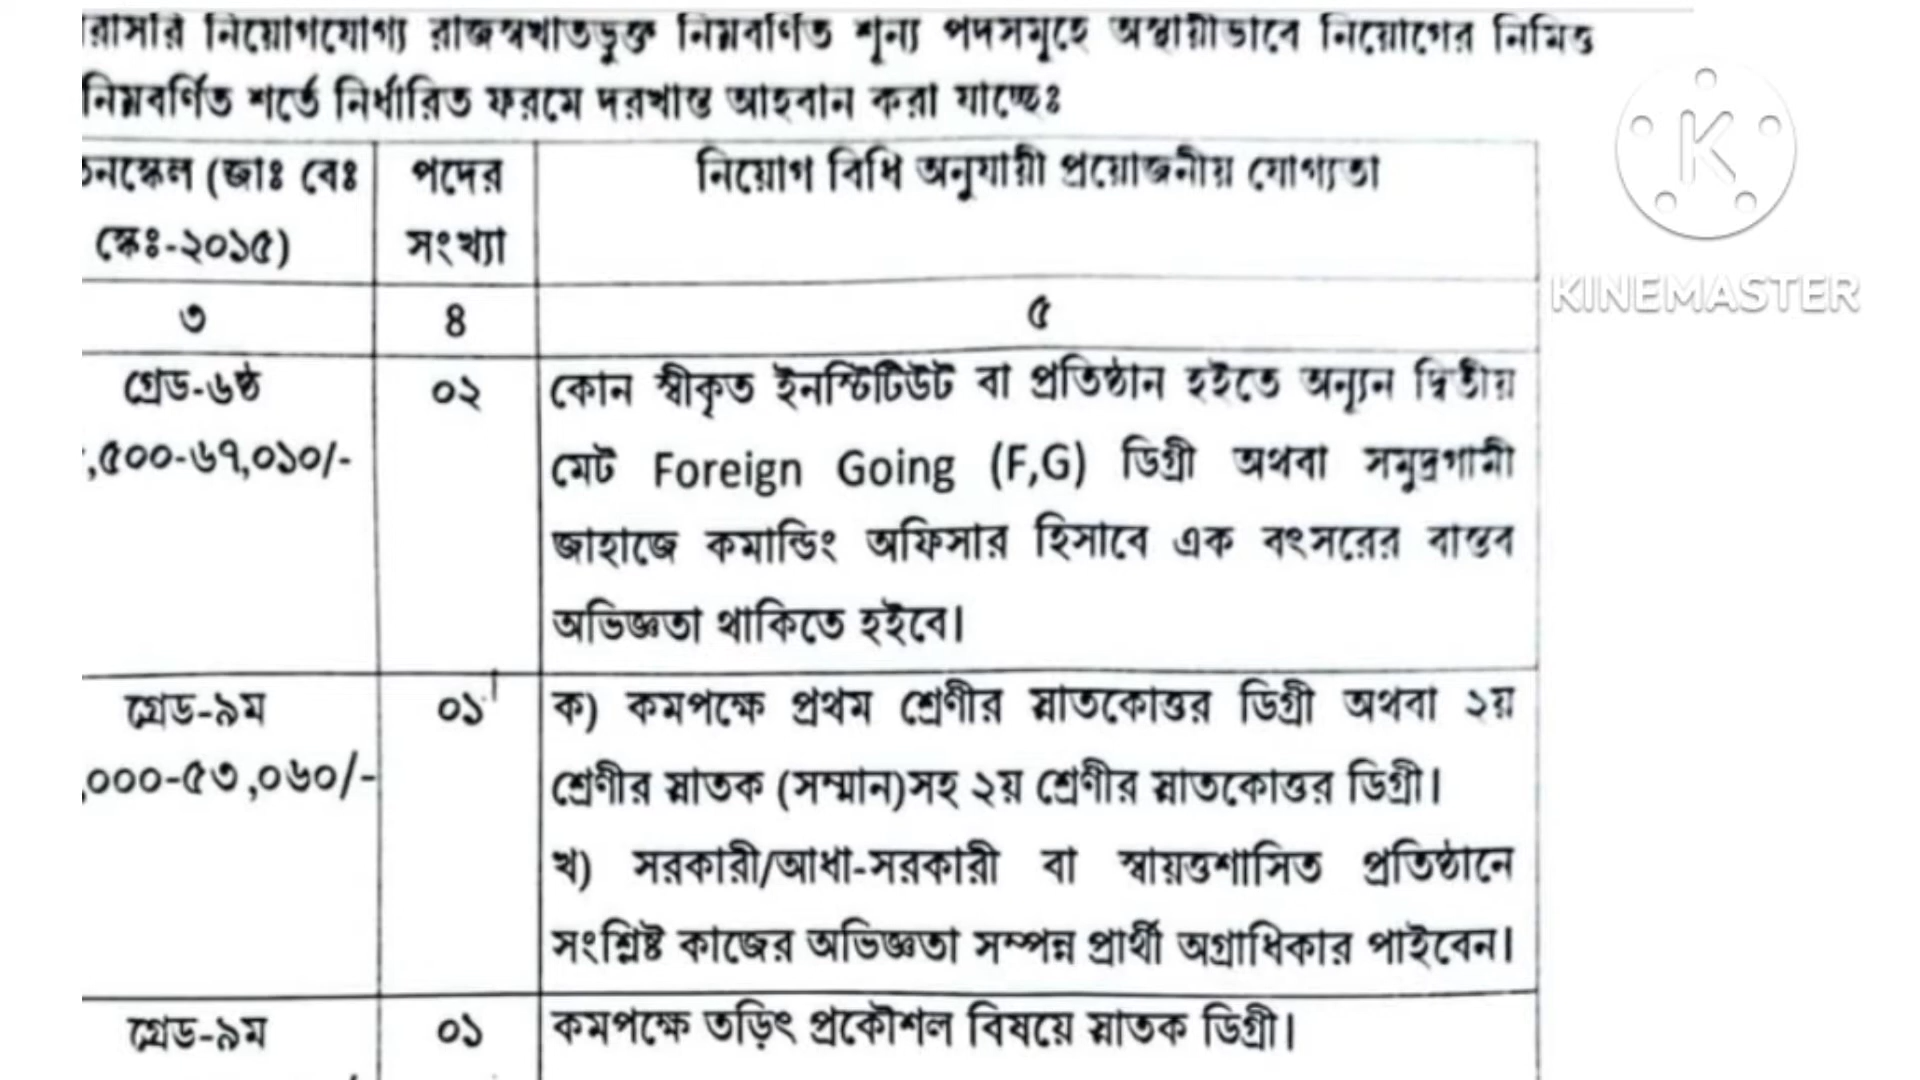 রাসরি নিয়োগযোগ্য রাজস্বখাতভুক্ত নিম্নবর্ণিত শূন্য পদসমূহে অস্থায়ীভাবে নিয়োগের নিমিত্ত
নিম্নবর্ণিত শর্তে নির্ধারিত ফরমে দরখাস্ত আহবান করা যাচ্ছেঃ
তনস্কেল (জাঃ বেঃ স্কেঃ-২০১৫)
পদের সংখ্যা
নিয়োগ বিধি অনুযায়ী প্রয়োজনীয় যোগ্যতা
৩
৪
৫
গ্রেড-৬ষ্ঠ
,৫০০-৬৭,০১০/-
০২
কোন স্বীকৃত ইনস্টিটিউট বা প্রতিষ্ঠান হইতে অন্যূন দ্বিতীয়
মেট Foreign Going (F,G) ডিগ্রী অথবা সমুদ্রগামী
জাহাজে কমান্ডিং অফিসার হিসাবে এক বৎসরের বাস্তব
অভিজ্ঞতা থাকিতে হইবে।
গ্রেড-৯ম
,০০০-৫৩,০৬০/-
০১
ক) কমপক্ষে প্রথম শ্রেণীর স্নাতকোত্তর ডিগ্রী অথবা ২য়
শ্রেণীর স্নাতক (সম্মান)সহ ২য় শ্রেণীর স্নাতকোত্তর ডিগ্রী।
খ) সরকারী/আধা-সরকারী বা স্বায়ত্তশাসিত প্রতিষ্ঠানে
সংশ্লিষ্ট কাজের অভিজ্ঞতা সম্পন্ন প্রার্থী অগ্রাধিকার পাইবেন।
গ্রেড-৯ম
০১
কমপক্ষে তড়িৎ প্রকৌশল বিষয়ে স্নাতক ডিগ্রী।
K
KINEMASTER